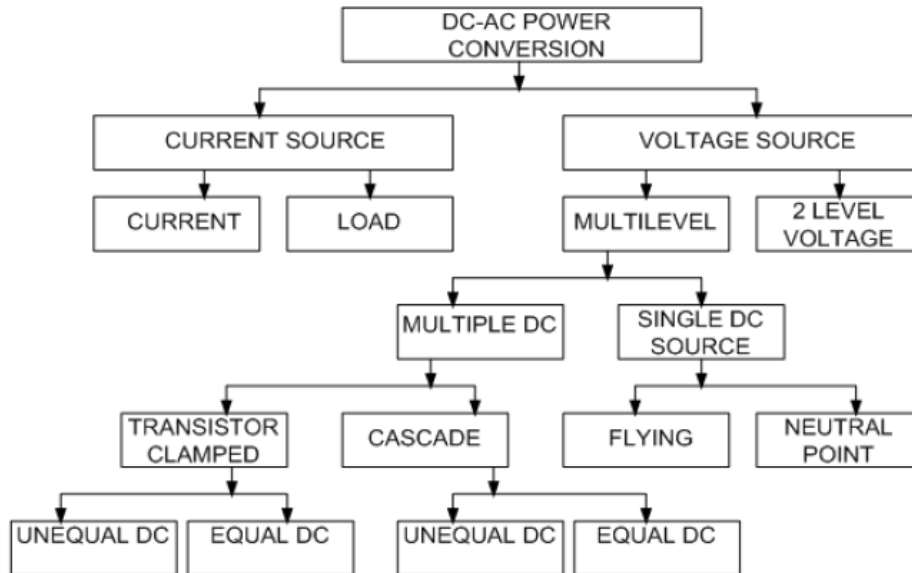 DC-AC POWER
CONVERSION
CURRENT SOURCE
VOLTAGE SOURCE
CURRENT
LOAD
MULTILEVEL
2 LEVEL
VOLTAGE
MULTIPLE DC
SINGLE DC
SOURCE
TRANSISTOR
CLAMPED
CASCADE
FLYING
NEUTRAL
POINT
UNEQUAL DC
EQUAL DC
UNEQUAL DC
EQUAL DC